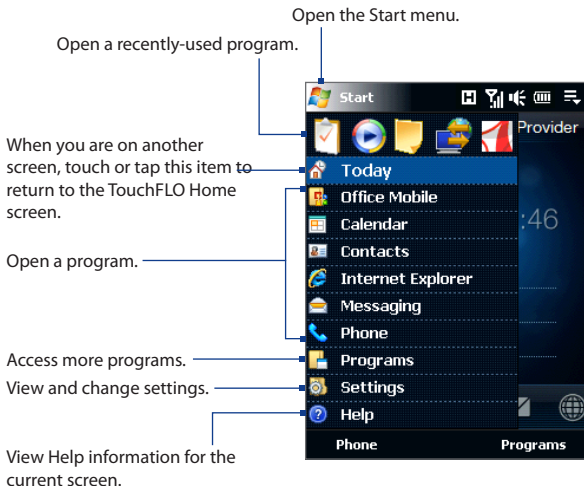 Open the Start menu.
Open a recently-used program.
When you are on another
screen, touch or tap this item to
return to the TouchFLO Home
screen.
Open a program.
Access more programs.
View and change settings.
View Help information for the
current screen.
Start
H
Provider
Today
Office Mobile
:46
Calendar
Contacts
Internet Explorer
Messaging
Phone
Programs
Settings
Help
Phone
Programs